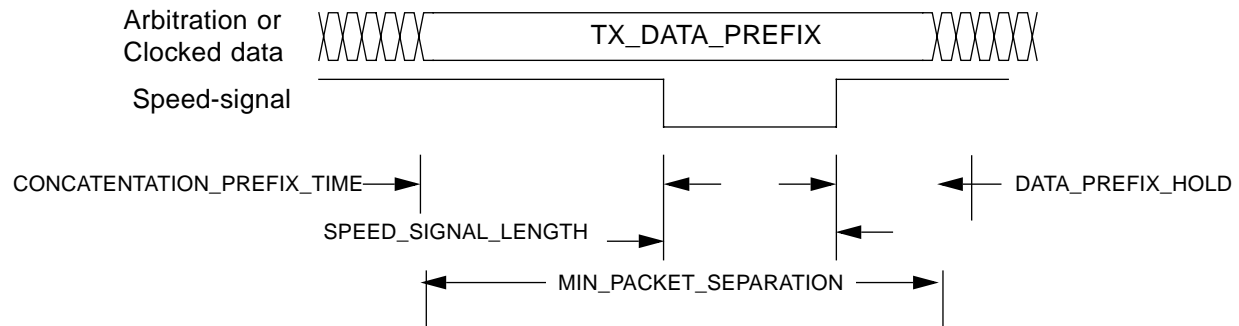 Arbitration or
Clocked data
TX_DATA_PREFIX
Speed-signal
CONCATENTATION_PREFIX_TIME
DATA_PREFIX_HOLD
SPEED_SIGNAL_LENGTH
MIN_PACKET_SEPARATION